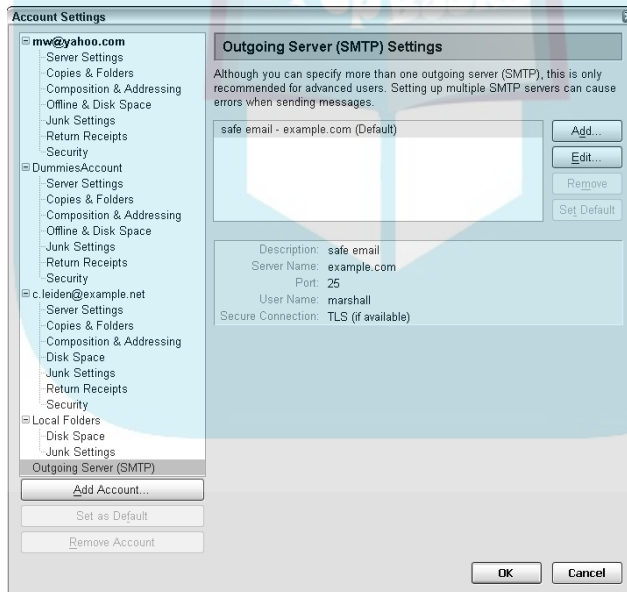 Account Settings
mw@yahoo.com
Server Settings
Copies & Folders
Composition & Addressing
Offline & Disk Space
Junk Settings
Return Receipts
Security
DummiesAccount
Server Settings
Copies & Folders
Composition & Addressing
Offline & Disk Space
Junk Settings
Return Receipts
Security
c.leiden@example.net
Server Settings
Copies & Folders
Composition & Addressing
Disk Space
Junk Settings
Return Receipts
Security
Local Folders
Disk Space
Junk Settings
Outgoing Server (SMTP)
Add Account...
Set as Default
Remove Account
Outgoing Server (SMTP) Settings
Although you can specify more than one outgoing server (SMTP), this is only
recommended for advanced users. Setting up multiple SMTP servers can cause
errors when sending messages.
safe email - example.com (Default)
Add...
Edit...
Remove
Set Default
Description: safe email
Server Name: example.com
Port: 25
User Name: marshall
Secure Connection: TLS (if available)
OK
Cancel